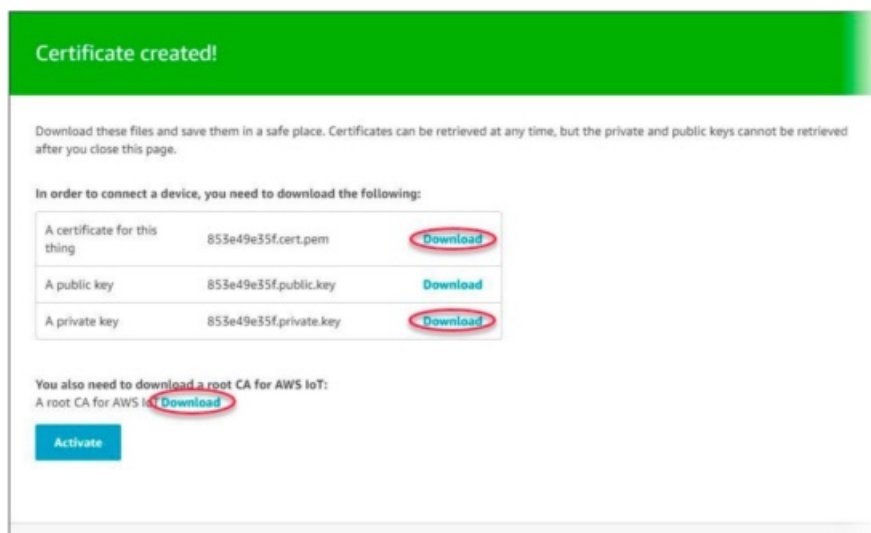 Certificate created!
Download these files and save them in a safe place. Certificates can be retrieved at any time, but the private and public keys cannot be retrieved
after you close this page.
In order to connect a device, you need to download the following:
A certificate for this
thing
853e49e35f.cert.pem
Download
A public key
853e49e35f.public.key
Download
A private key
853e49e35f.private.key
Download
You also need to download a root CA for AWS IoT:
A root CA for AWS IoT Download
Activate